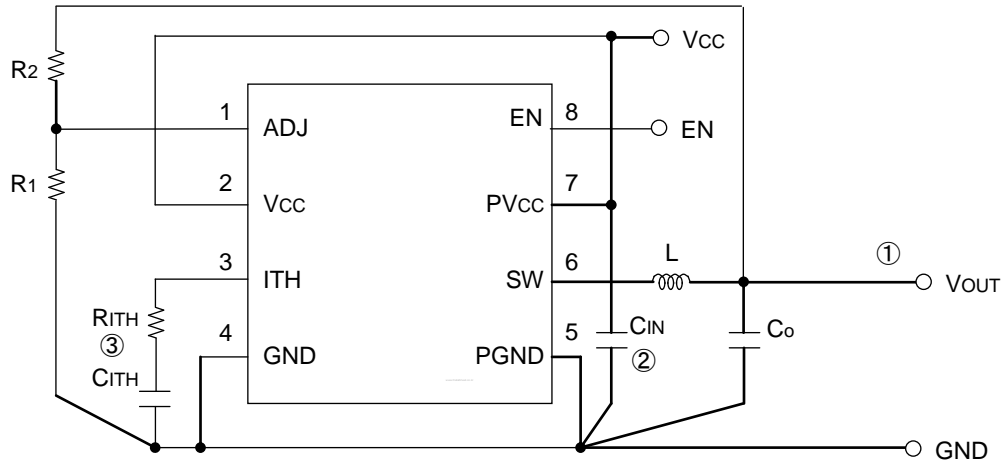 VCC
R2
1
ADJ
EN
8
EN
R1
2
VCC
7
PVCC
3
ITH
6
SW
L
①
VOUT
RITH
③
CITH
4
GND
5
PGND
CIN
②
Co
GND